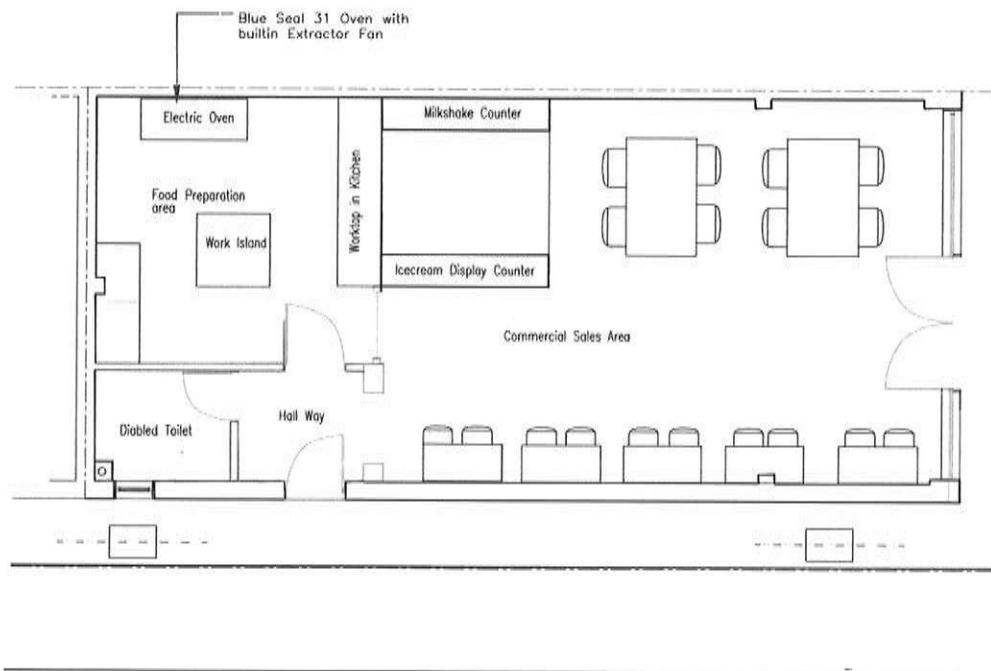 Blue Seal 31 Oven with
builtin Extractor Fan
Electric Oven
Milkshake Counter
Worktop in Kitchen
Food Preparation
area
Work Island
Icecream Display Counter
Commercial Sales Area
Hall Way
Diabled Toilet